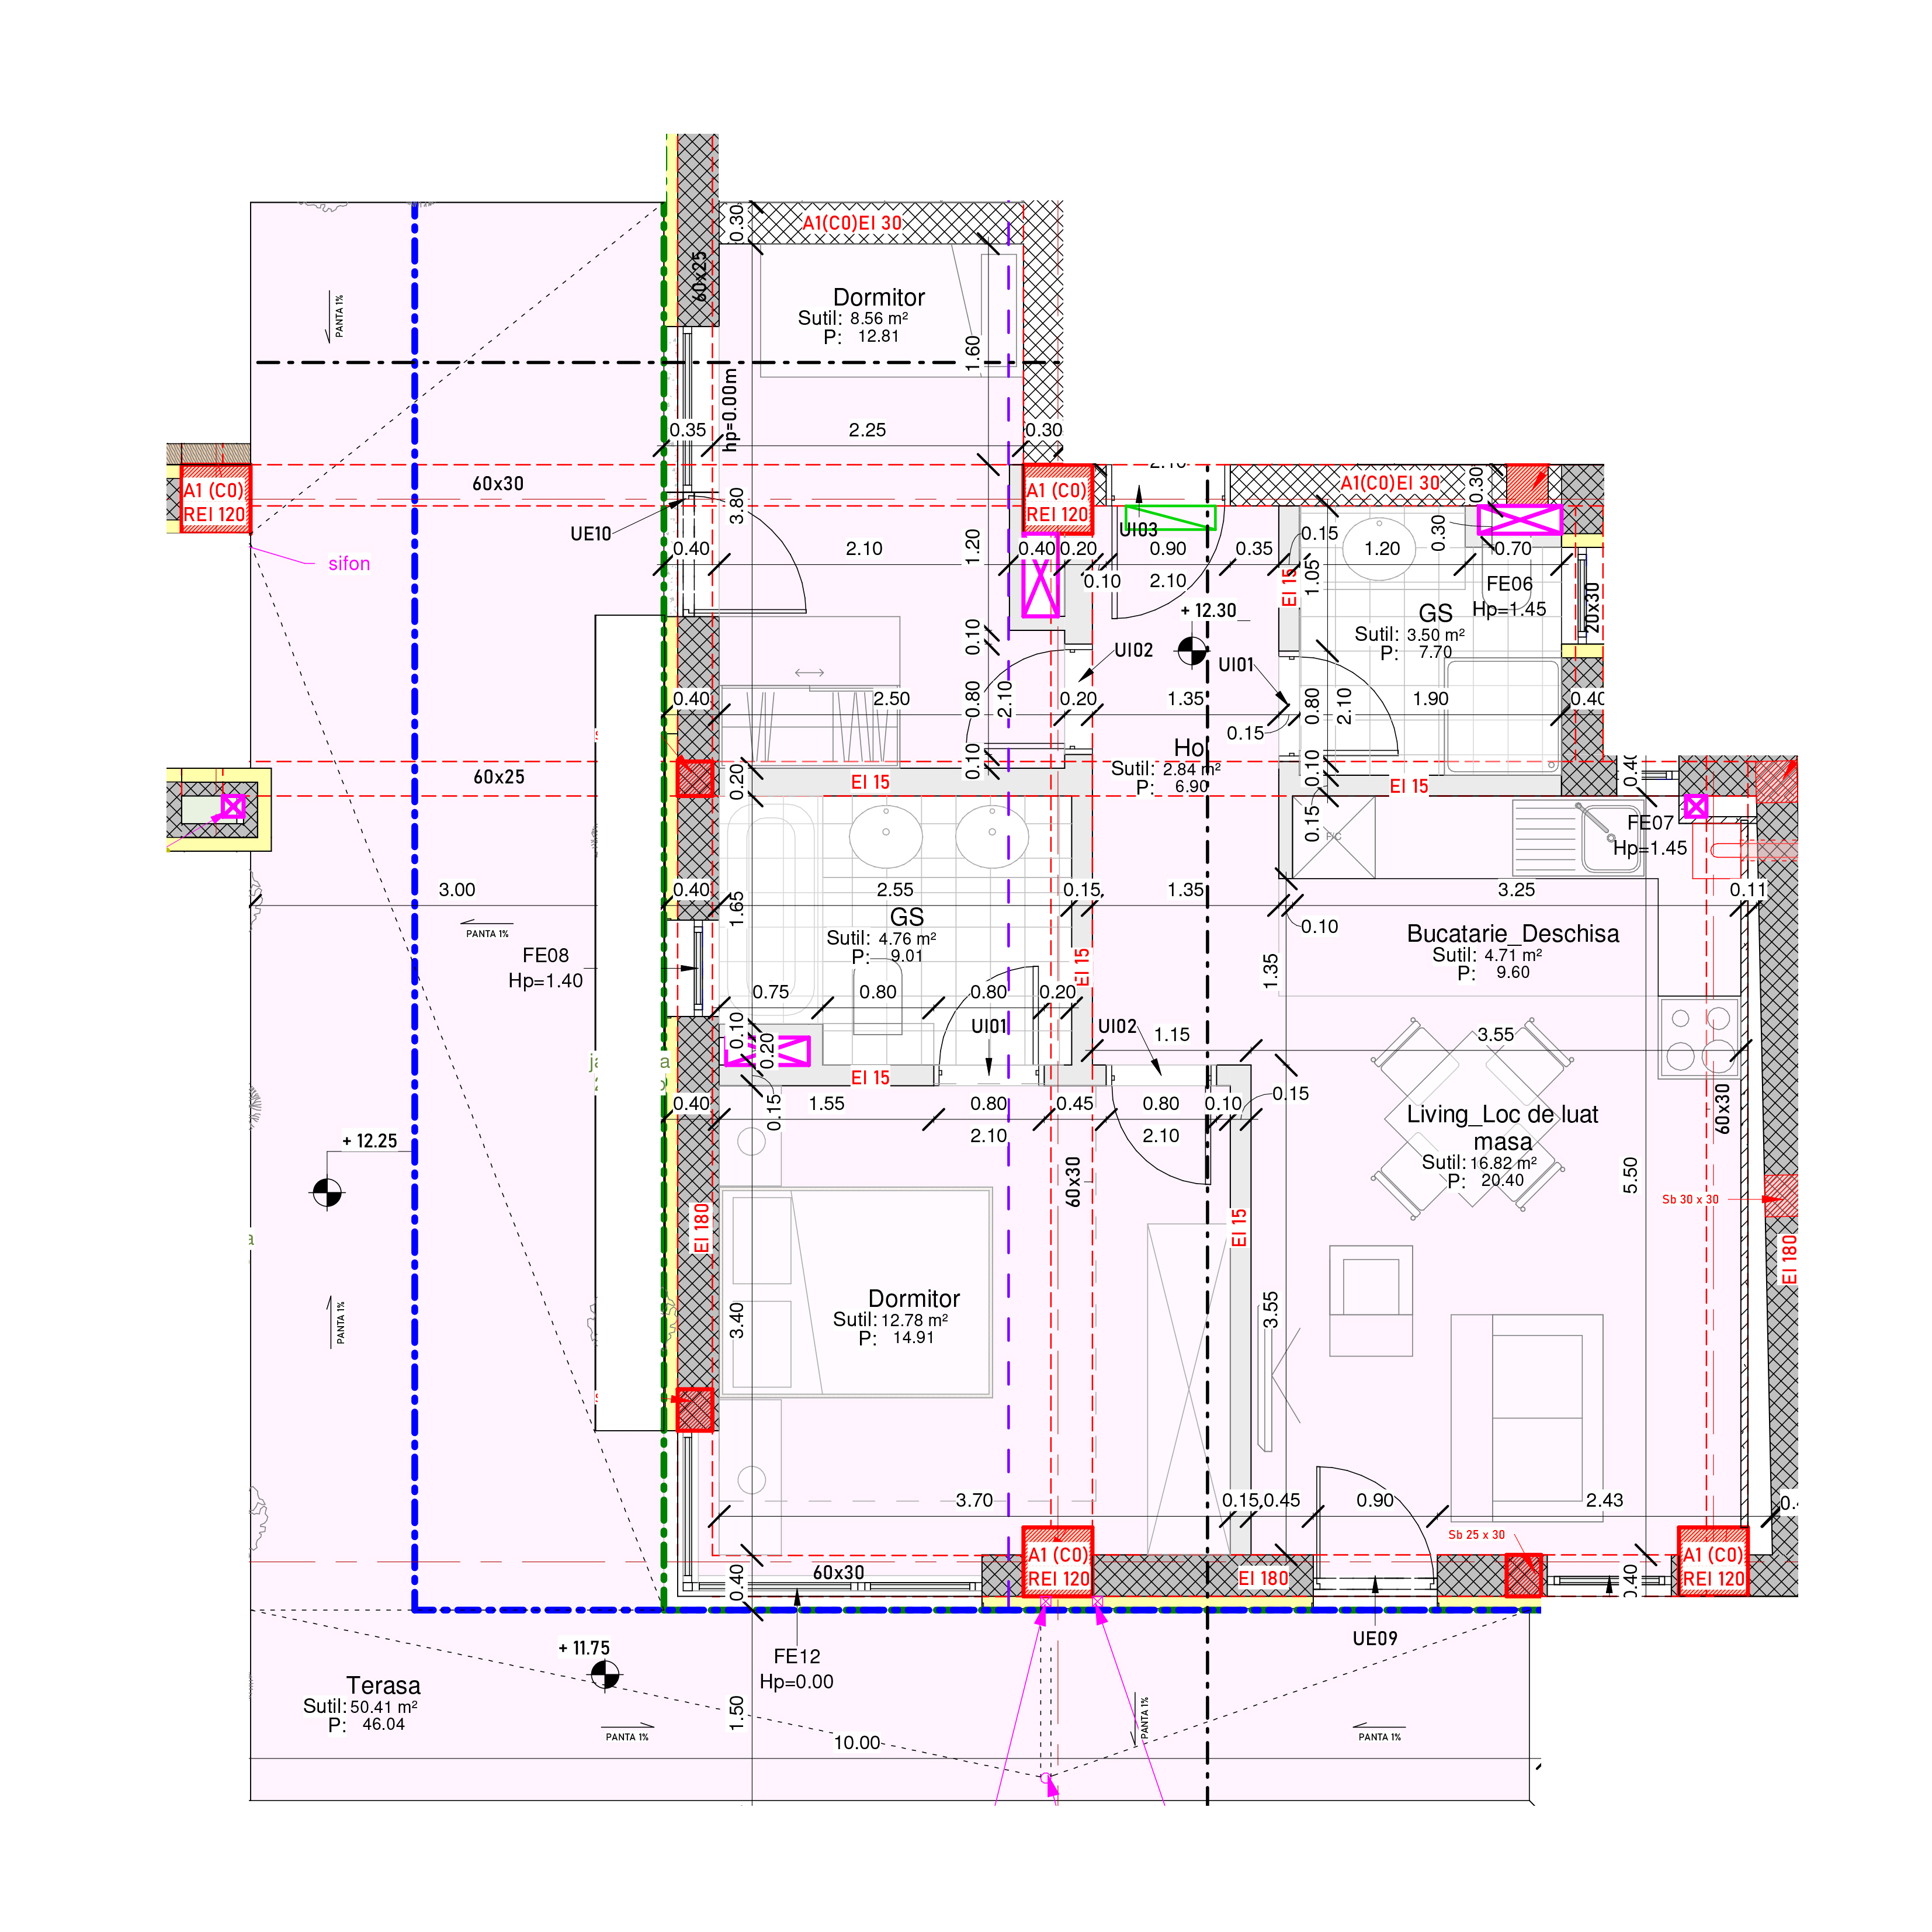 0.30
A1(C0)EI 30
60x25
Dormitor
Sutil: 8.56 m²
P: 12.81
PANTA 1%
1.60
hp=0.00m
0.35
2.25
0.30
60x30
A1 (C0)
REI 120
A1 (C0)
REI 120
A1(C0)EI 30
0.30
3.80
UE10
UI03
sifon
0.40
2.10
1.20
0.40
0.20
0.10
0.90
2.10
0.35
EI 15
0.15
1.05
1.20
0.30
0.70
FE06
Hp=1.45
20x30
+ 12.30
GS
Sutil: 3.50 m²
P: 7.70
0.10
UI02
UI01
0.40
2.50
0.80
2.10
0.20
1.35
0.15
0.80
2.10
1.90
0.40
Hol
Sutil: 2.84 m²
P: 6.90
0.10
0.10
60x25
0.20
EI 15
EI 15
0.40
0.15
P/C
FE07
Hp=1.45
3.00
0.40
1.65
2.55
0.15
1.35
3.25
0.11
0.10
GS
Sutil: 4.76 m²
P: 9.01
PANTA 1%
FE08
Hp=1.40
EI 15
1.35
Bucatarie_Deschisa
Sutil: 4.71 m²
P: 9.60
0.75
0.80
0.80
0.20
0.10
0.20
UI01
UI02
1.15
3.55
EI 15
0.40
0.15
1.55
0.80
2.10
0.45
0.80
2.10
0.10
0.15
60x30
Living_Loc de luat
masa
Sutil: 16.82 m²
P: 20.40
+ 12.25
60x30
5.50
Sb 30 x 30
EI 180
EI 15
EI 180
PANTA 1%
Dormitor
Sutil: 12.78 m²
P: 14.91
3.40
3.55
3.70
0.15
0.45
0.90
2.43
Sb 25 x 30
A1 (C0)
REI 120
A1 (C0)
REI 120
0.40
60x30
EI 180
0.40
+ 11.75
FE12
Hp=0.00
UE09
Terasa
Sutil: 50.41 m²
P: 46.04
PANTA 1%
1.50
10.00
PANTA 1%
PANTA 1%